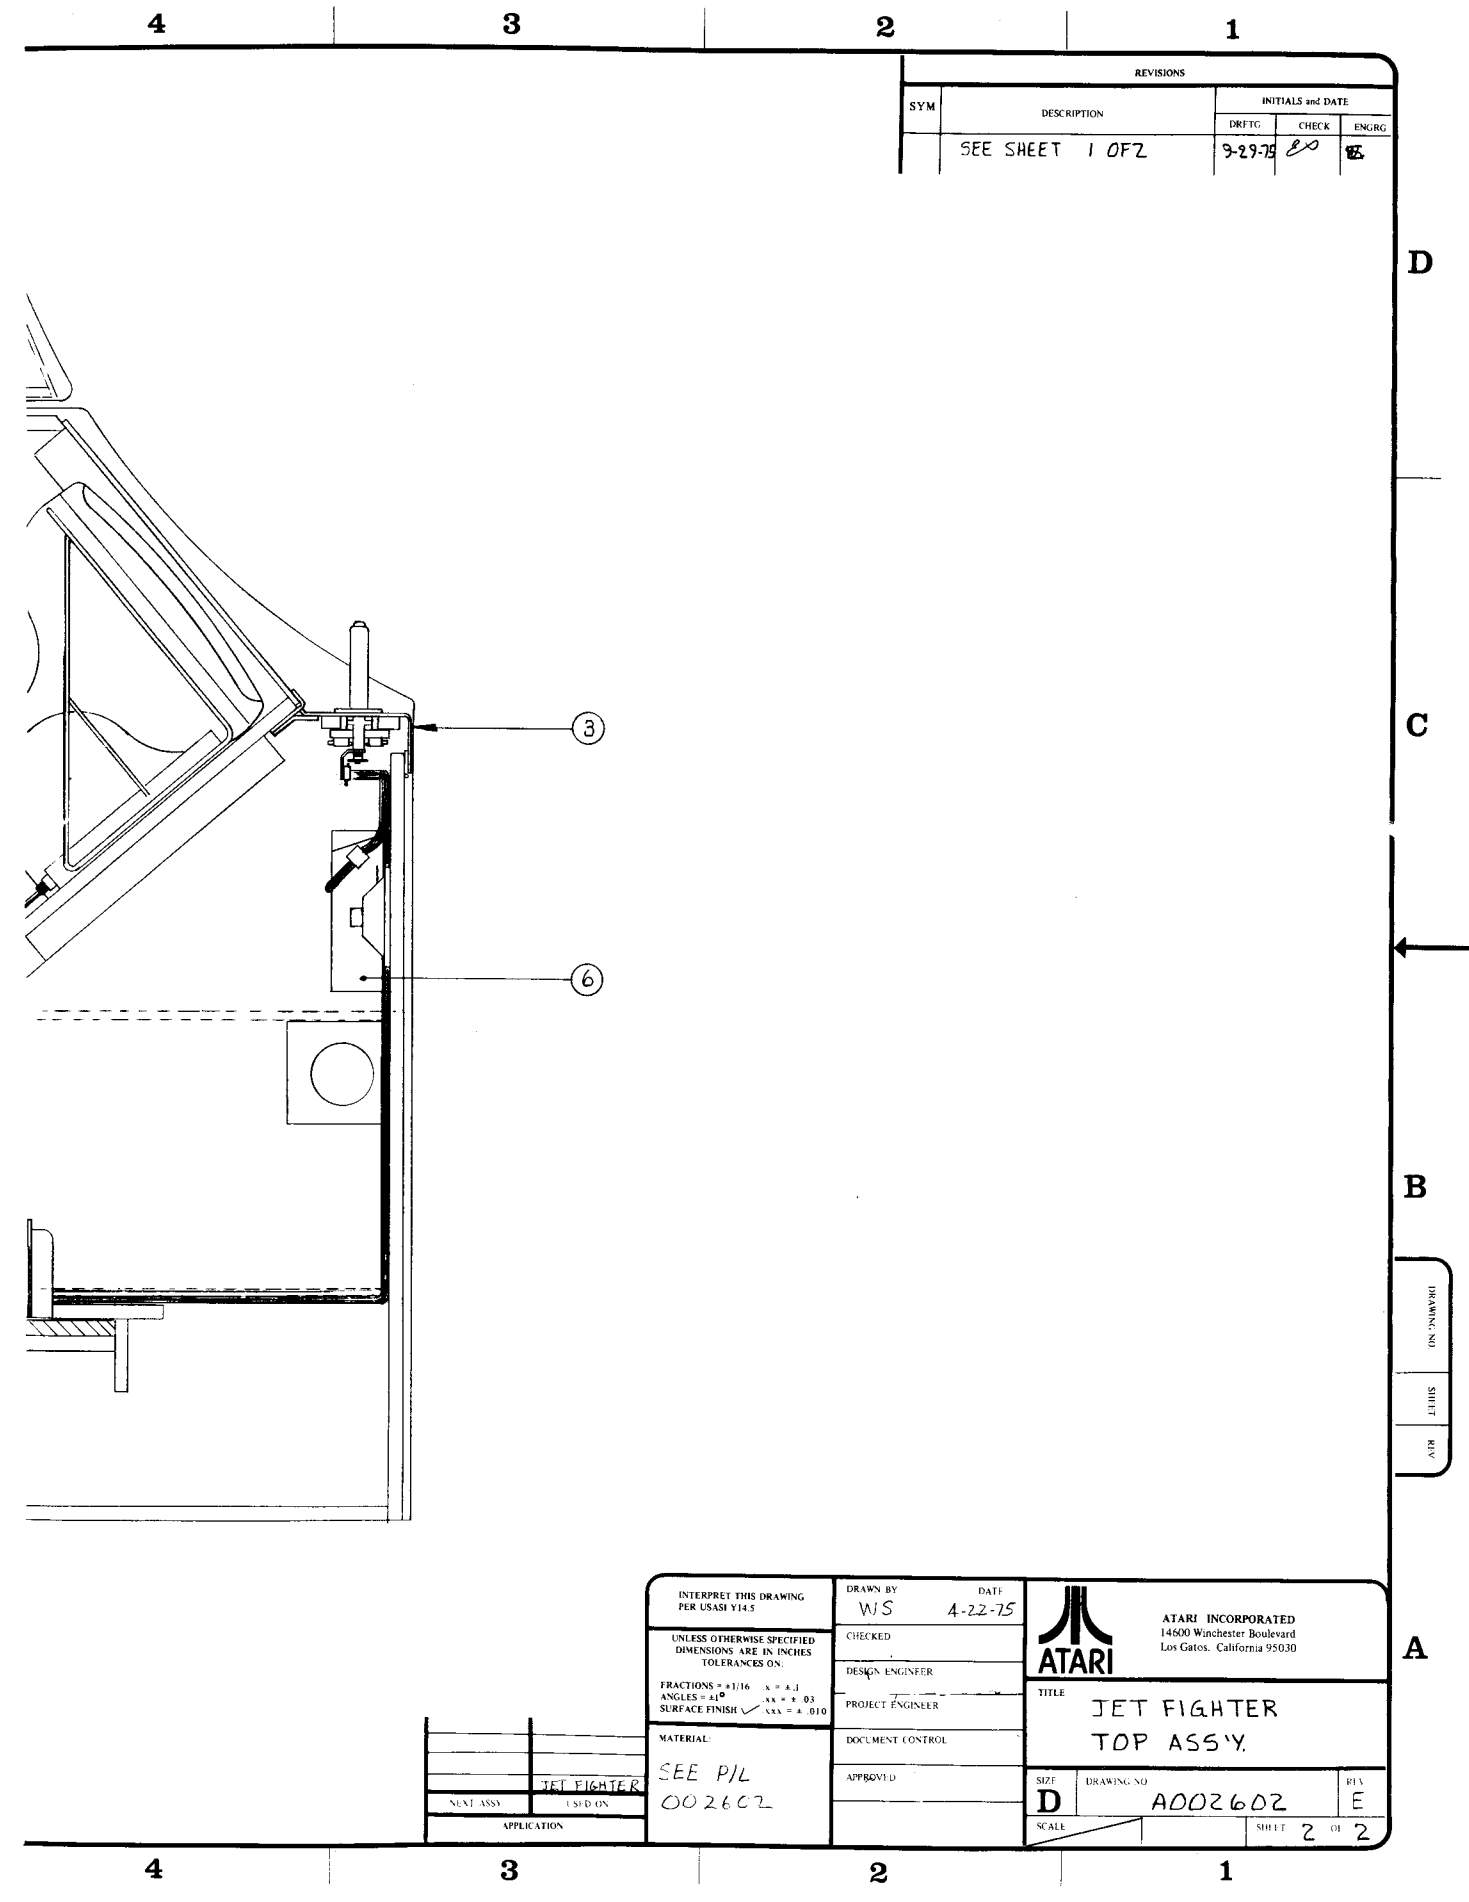 4 3 2 1
REVISIONS
SYM DESCRIPTION INITIALS and DATE
DRFTG CHECK ENGRG
SEE SHEET 1 OF 2 9-29-75
D
3
C
6
B
DRAWING NO.
SHEET
REV
A
INTERPRET THIS DRAWING
PER USASI Y14.5
UNLESS OTHERWISE SPECIFIED
DIMENSIONS ARE IN INCHES
TOLERANCES ON:
FRACTIONS = ±1/16 .x = ±.1
ANGLES = ±1° .xx = ± .03
SURFACE FINISH .xxx = ± .010
MATERIAL:
SEE P/L
002602
DRAWN BY DATE
WS 4-22-75
CHECKED
DESIGN ENGINEER
PROJECT ENGINEER
DOCUMENT CONTROL
APPROVED
ATARI
ATARI INCORPORATED
14600 Winchester Boulevard
Los Gatos, California 95030
TITLE
JET FIGHTER
TOP ASS'Y.
SIZE DRAWING NO REV
D A002602 E
SCALE SHEET 2 OF 2
JET FIGHTER
NEXT ASSY USED ON
APPLICATION
4 3 2 1